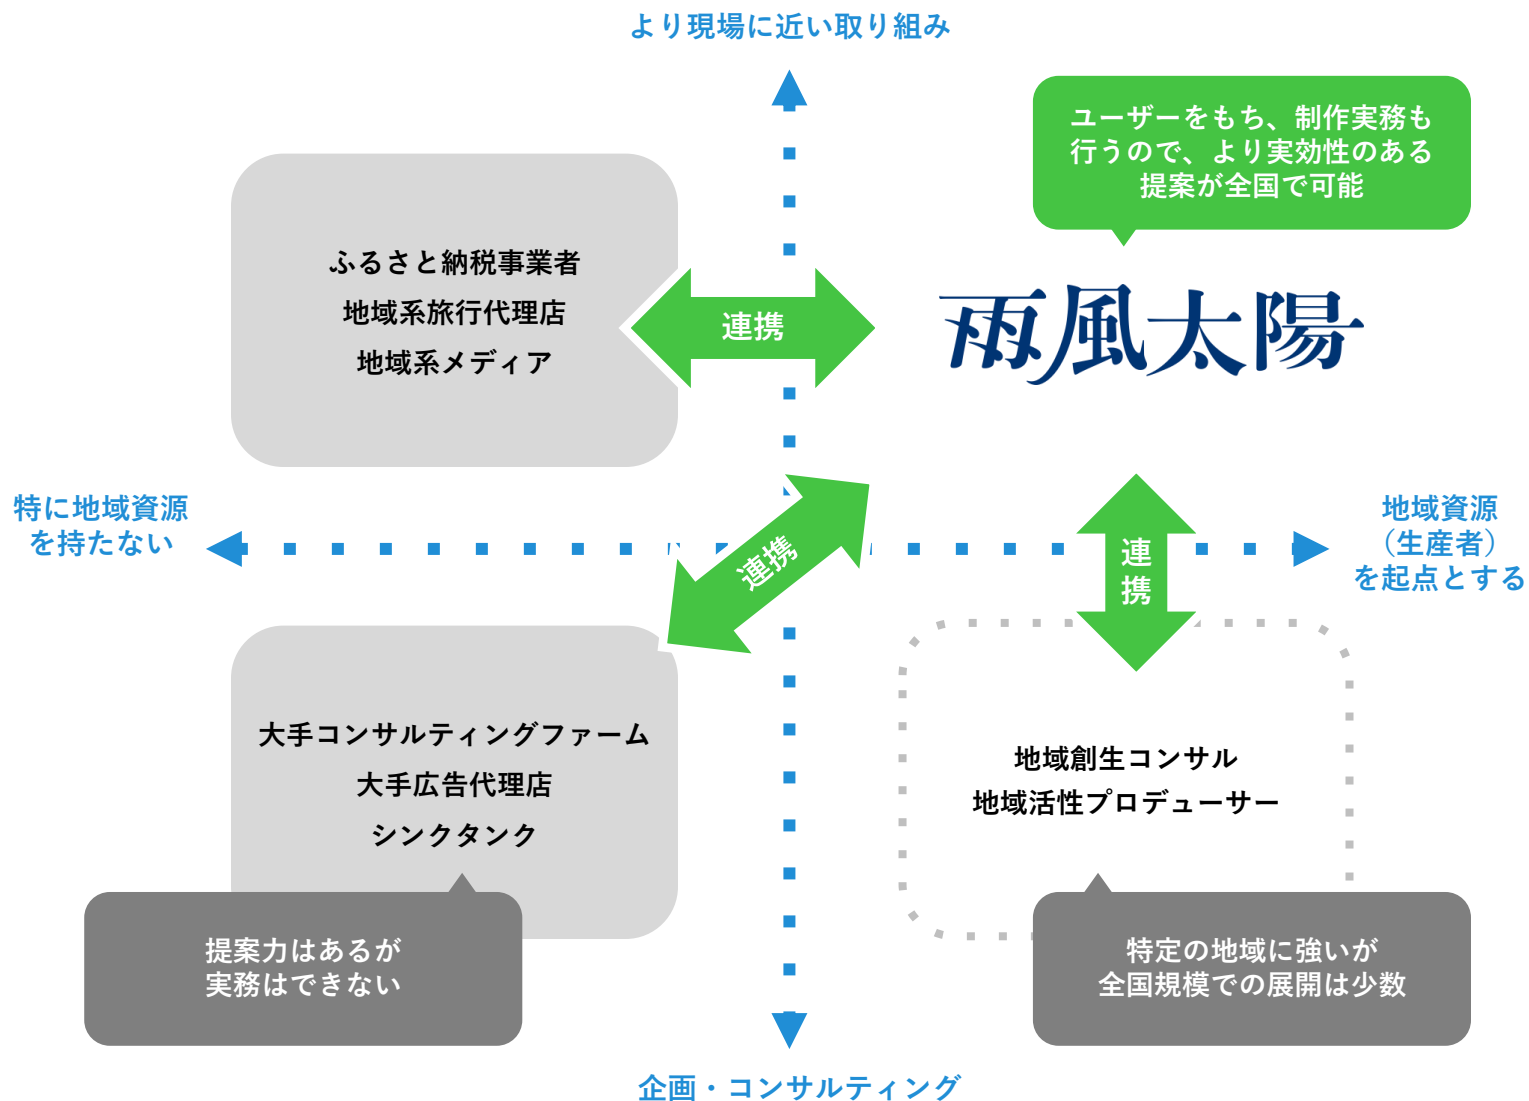 より現場に近い取り組み
ユーザーをもち、制作実務も
行うので、より実効性のある
提案が全国で可能
ふるさと納税事業者
地域系旅行代理店
地域系メディア
連携
雨風太陽
特に地域資源
を持たない
連携
連
携
地域資源
（生産者）
を起点とする
大手コンサルティングファーム
大手広告代理店
シンクタンク
地域創生コンサル
地域活性プロデューサー
提案力はあるが
実務はできない
特定の地域に強いが
全国規模での展開は少数
企画・コンサルティング